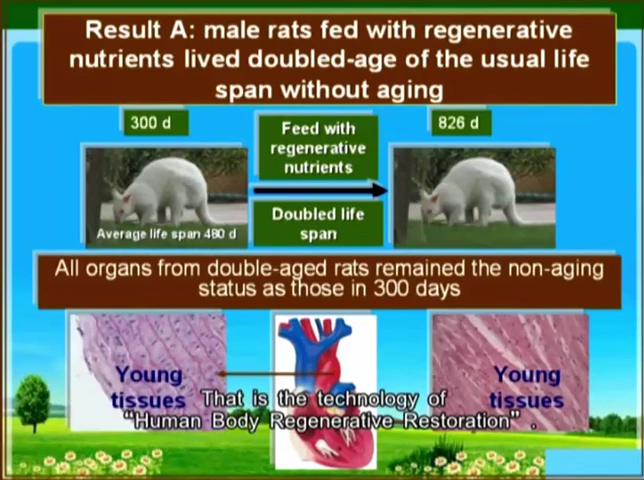 Result A: male rats fed with regenerative
nutrients lived doubled-age of the usual life
span without aging
300 d
Feed with
regenerative
nutrients
826 d
Average life span 480 d
Doubled life
span
All organs from double-aged rats remained the non-aging
status as those in 300 days
Young
tissues
Young
tissues
That is the technology of
“Human Body Regenerative Restoration” .